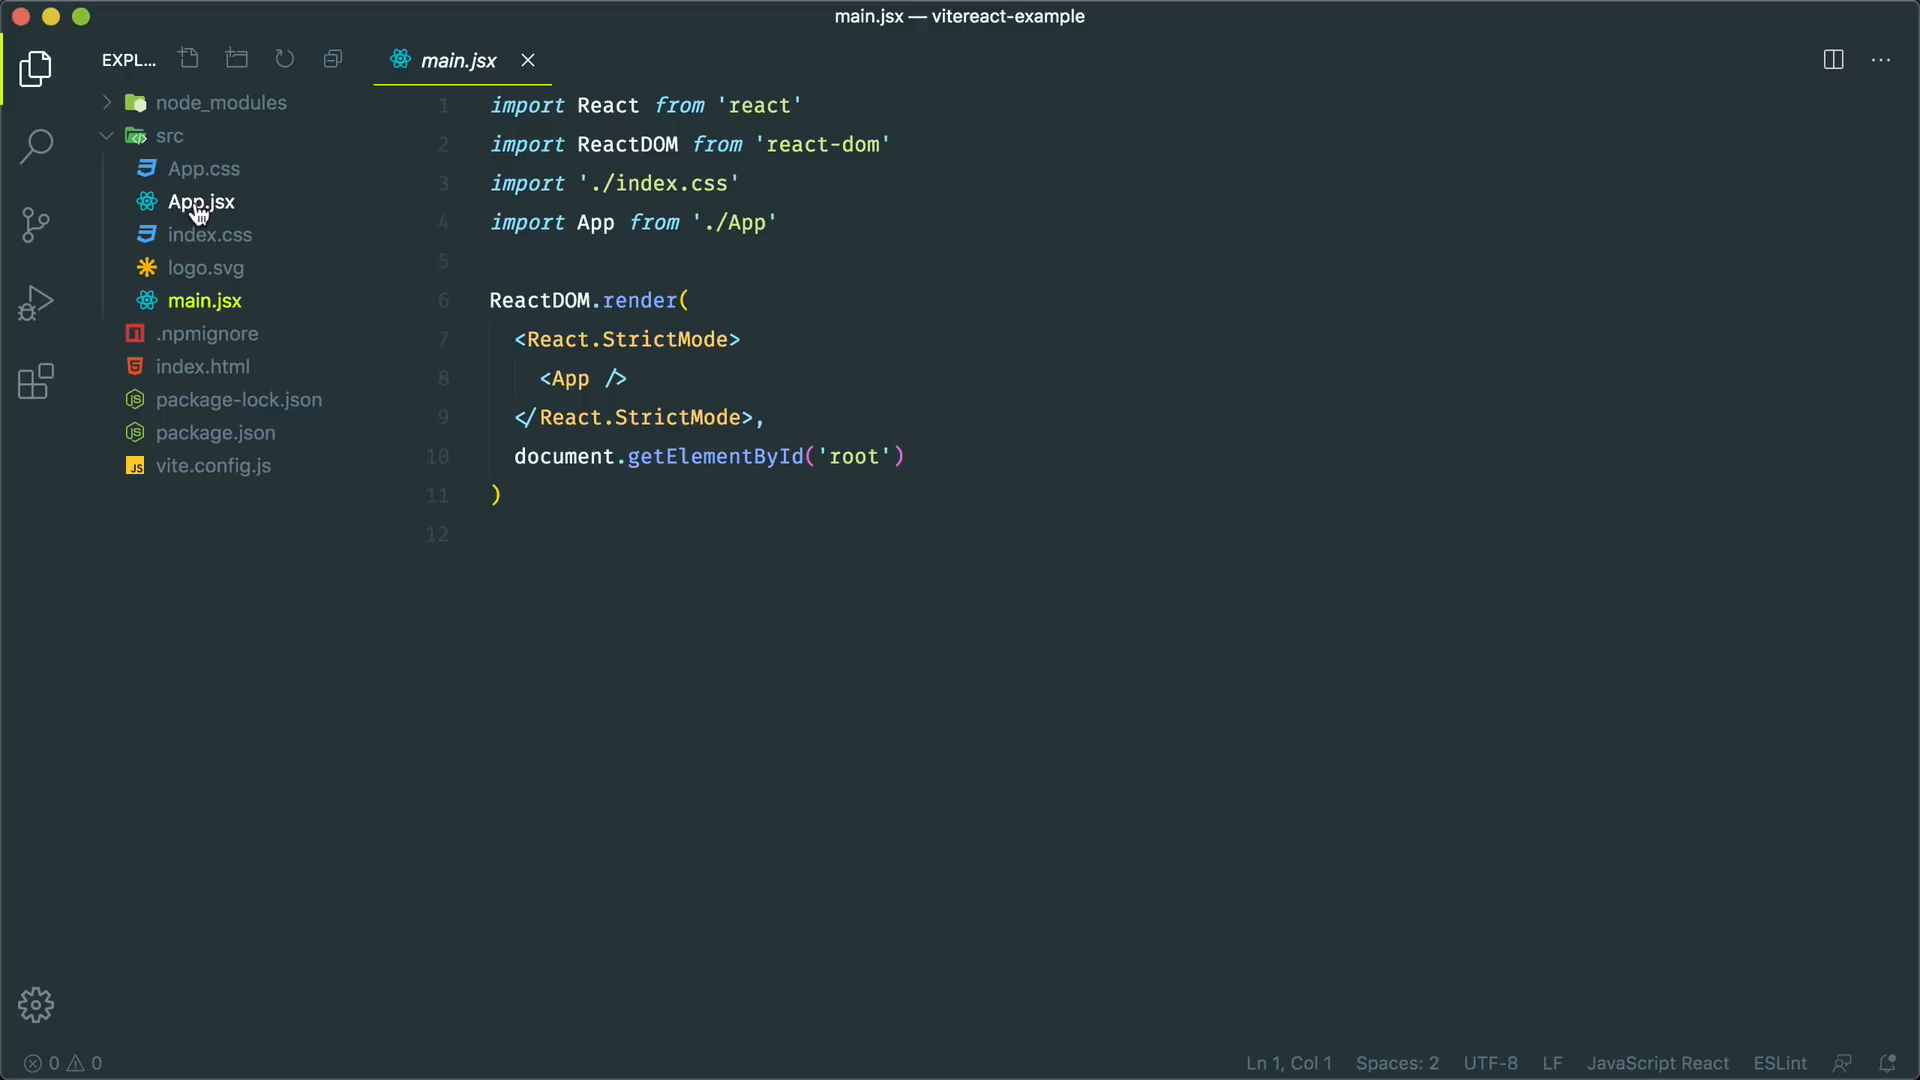 main.jsx — vitereact-example
EXPL...
main.jsx
node_modules
src
App.css
App.jsx
index.css
logo.svg
main.jsx
.npmignore
index.html
package-lock.json
package.json
JS vite.config.js
1 import React from 'react'
2 import ReactDOM from 'react-dom'
3 import './index.css'
4 import App from './App'
5
6 ReactDOM.render(
7 <React.StrictMode>
8 <App />
9 </React.StrictMode>,
10 document.getElementById('root')
11 )
12
0 0
Ln 1, Col 1 Spaces: 2 UTF-8 LF JavaScript React ESLint